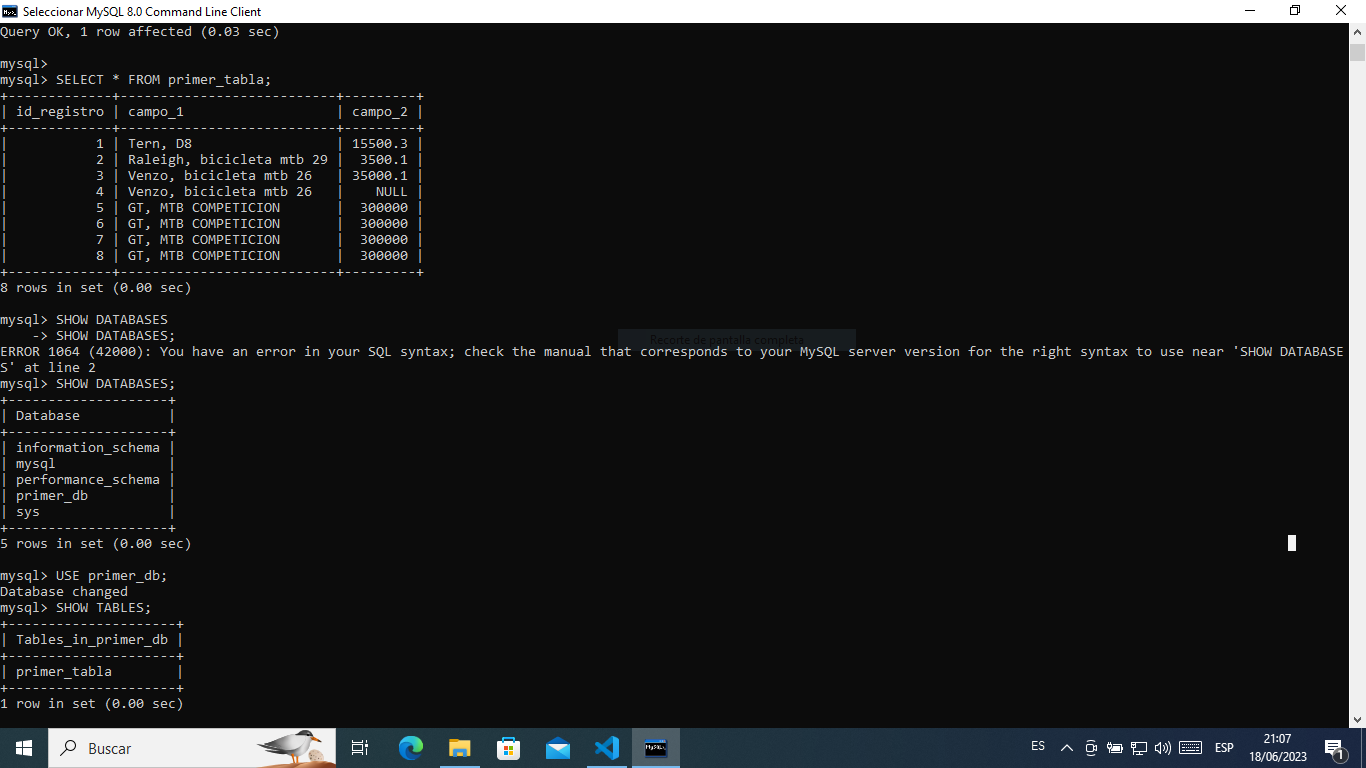 Seleccionar MySQL 8.0 Command Line Client
Query OK, 1 row affected (0.03 sec)
mysql>
mysql> SELECT * FROM primer_tabla;
+-------------+---------------------------+---------+
| id_registro | campo_1                   | campo_2 |
+-------------+---------------------------+---------+
|           1 | Tern, D8                  | 15500.3 |
|           2 | Raleigh, bicicleta mtb 29 |  3500.1 |
|           3 | Venzo, bicicleta mtb 26   | 35000.1 |
|           4 | Venzo, bicicleta mtb 26   |    NULL |
|           5 | GT, MTB COMPETICION       |  300000 |
|           6 | GT, MTB COMPETICION       |  300000 |
|           7 | GT, MTB COMPETICION       |  300000 |
|           8 | GT, MTB COMPETICION       |  300000 |
+-------------+---------------------------+---------+
8 rows in set (0.00 sec)
mysql> SHOW DATABASES
    -> SHOW DATABASES;
Recorte de pantalla completa
ERROR 1064 (42000): You have an error in your SQL syntax; check the manual that corresponds to your MySQL server version for the right syntax to use near 'SHOW DATABASE
S' at line 2
mysql> SHOW DATABASES;
+--------------------+
| Database           |
+--------------------+
| information_schema |
| mysql              |
| performance_schema |
| primer_db          |
| sys                |
+--------------------+
5 rows in set (0.00 sec)
mysql> USE primer_db;
Database changed
mysql> SHOW TABLES;
+---------------------+
| Tables_in_primer_db |
+---------------------+
| primer_tabla        |
+---------------------+
1 row in set (0.00 sec)
Buscar
MySQL
ES
ESP
21:07
18/06/2023
1